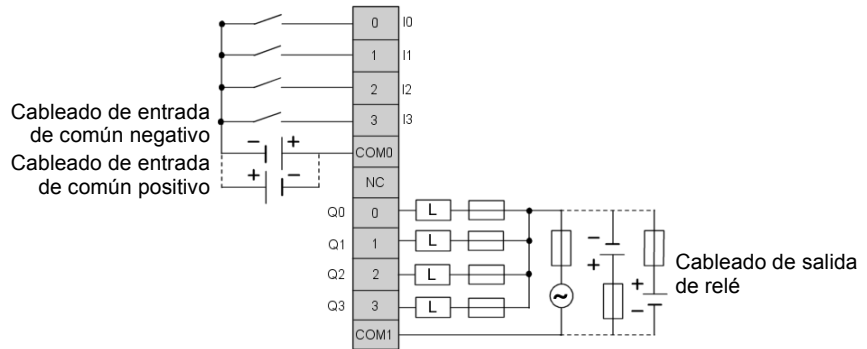 0 I0
1 I1
2 I2
3 I3
Cableado de entrada
de común negativo
- +
COM0
Cableado de entrada
de común positivo
+ -
NC
Q0 0 L
Q1 1 L
Q2 2 L
Q3 3 L
COM1
~
- +
+ -
Cableado de salida
de relé